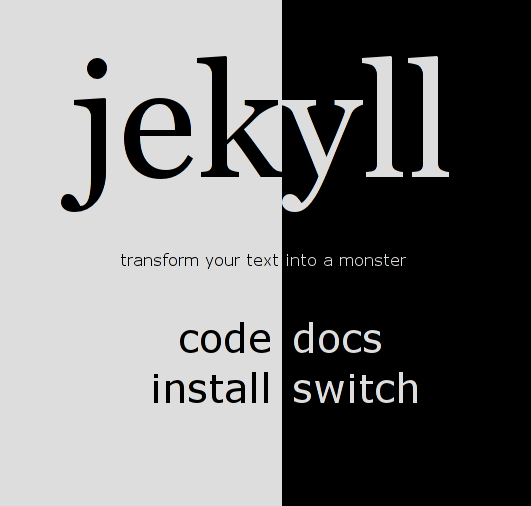 jekyll
transform your text into a monster
code docs
install switch